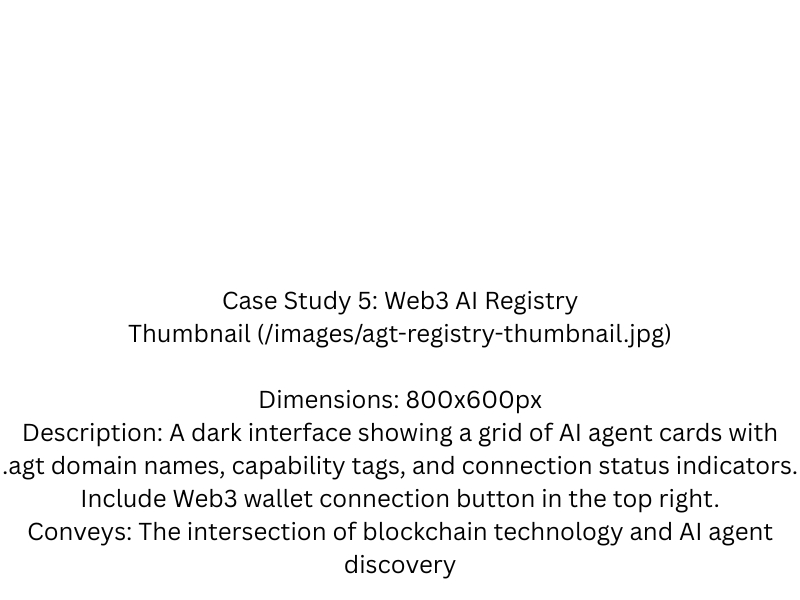 Case Study 5: Web3 AI Registry
Thumbnail (/images/agt-registry-thumbnail.jpg)
Dimensions: 800x600px
Description: A dark interface showing a grid of AI agent cards with
.agt domain names, capability tags, and connection status indicators.
Include Web3 wallet connection button in the top right.
Conveys: The intersection of blockchain technology and AI agent
discovery